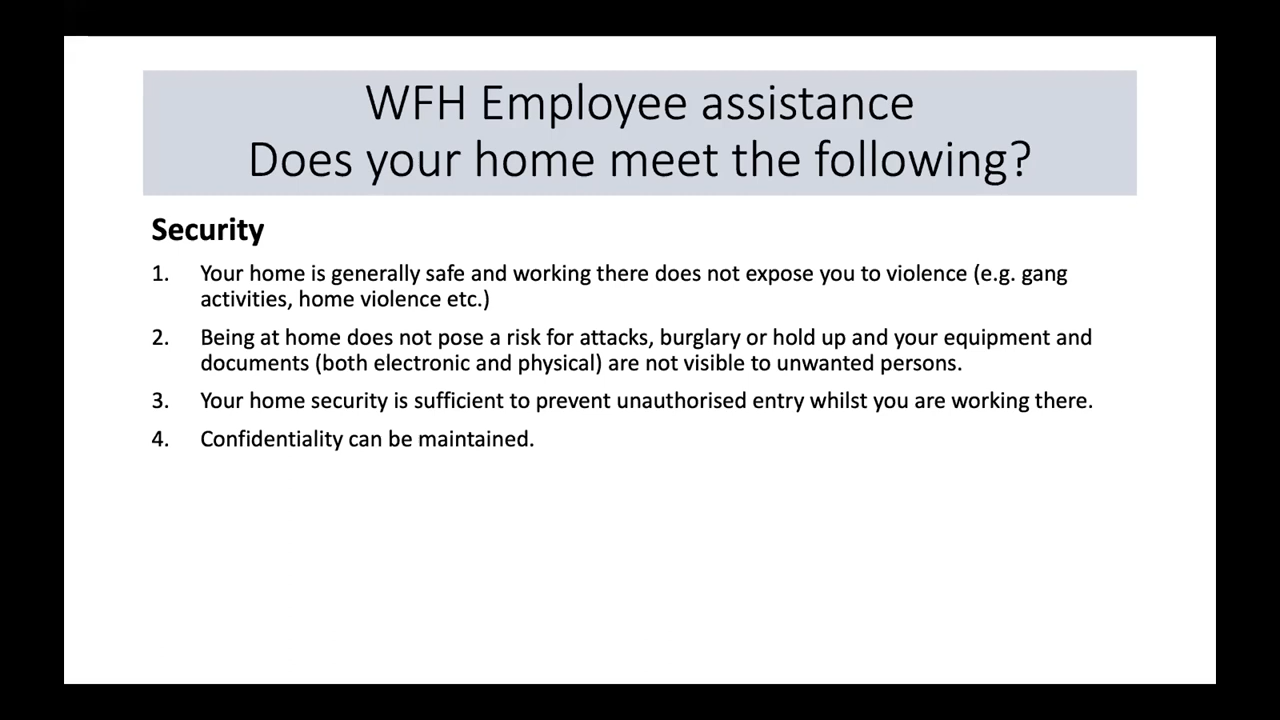 WFH Employee assistance
Does your home meet the following?
Security
1. Your home is generally safe and working there does not expose you to violence (e.g. gang
activities, home violence etc.)
2. Being at home does not pose a risk for attacks, burglary or hold up and your equipment and
documents (both electronic and physical) are not visible to unwanted persons.
3. Your home security is sufficient to prevent unauthorised entry whilst you are working there.
4. Confidentiality can be maintained.